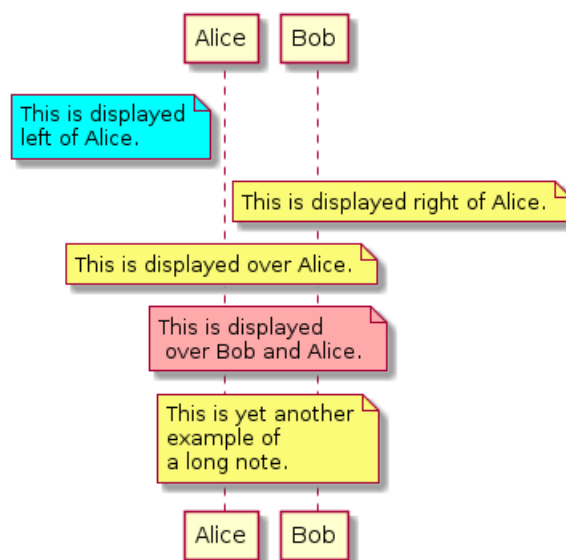 Alice Bob
This is displayed
left of Alice.
This is displayed right of Alice.
This is displayed over Alice.
This is displayed
over Bob and Alice.
This is yet another
example of
a long note.
Alice Bob